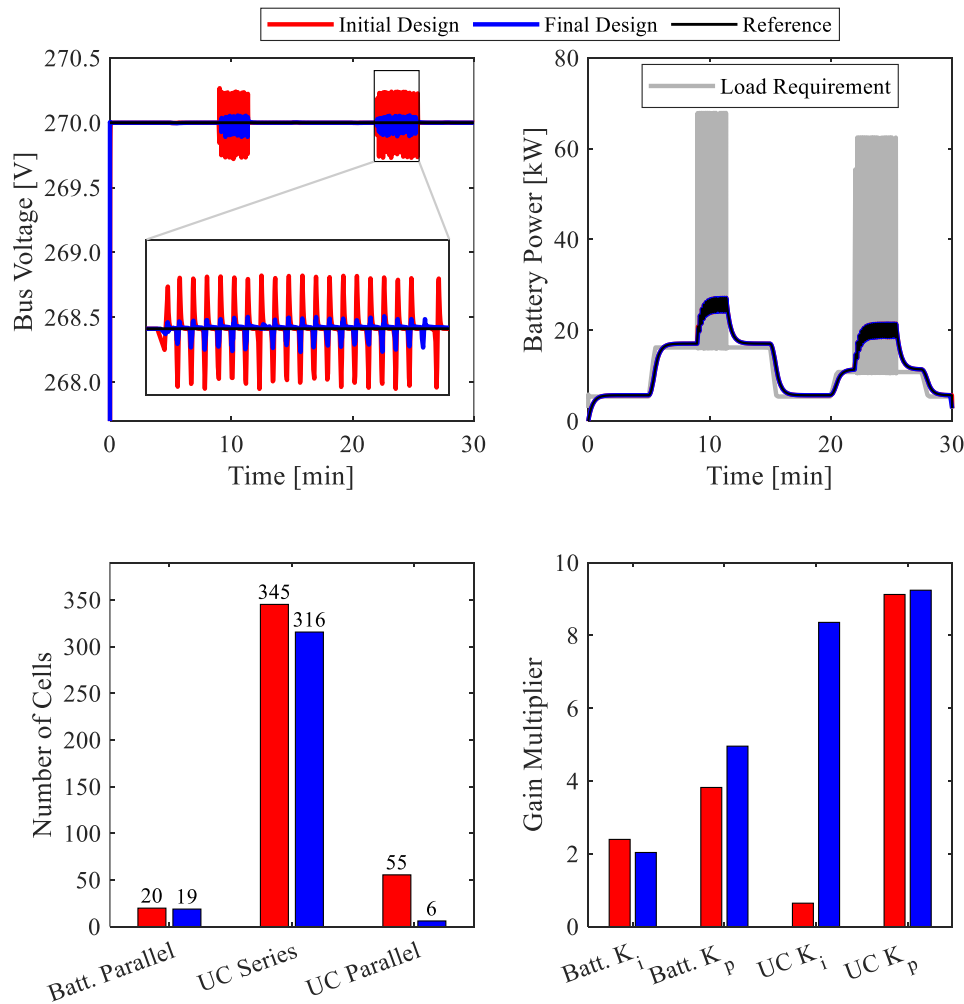 Initial Design Final Design Reference
270.5
270.0
269.5
269.0
268.5
268.0
Bus Voltage [V]
0 10 20 30
Time [min]
Load Requirement
80
60
40
20
0
Battery Power [kW]
0 10 20 30
Time [min]
350
300
250
200
150
100
50
0
Number of Cells
20 19 345 316 55 6
Batt. Parallel UC Series UC Parallel
10
8
6
4
2
0
Gain Multiplier
Batt. K_i Batt. K_p UC K_i UC K_p